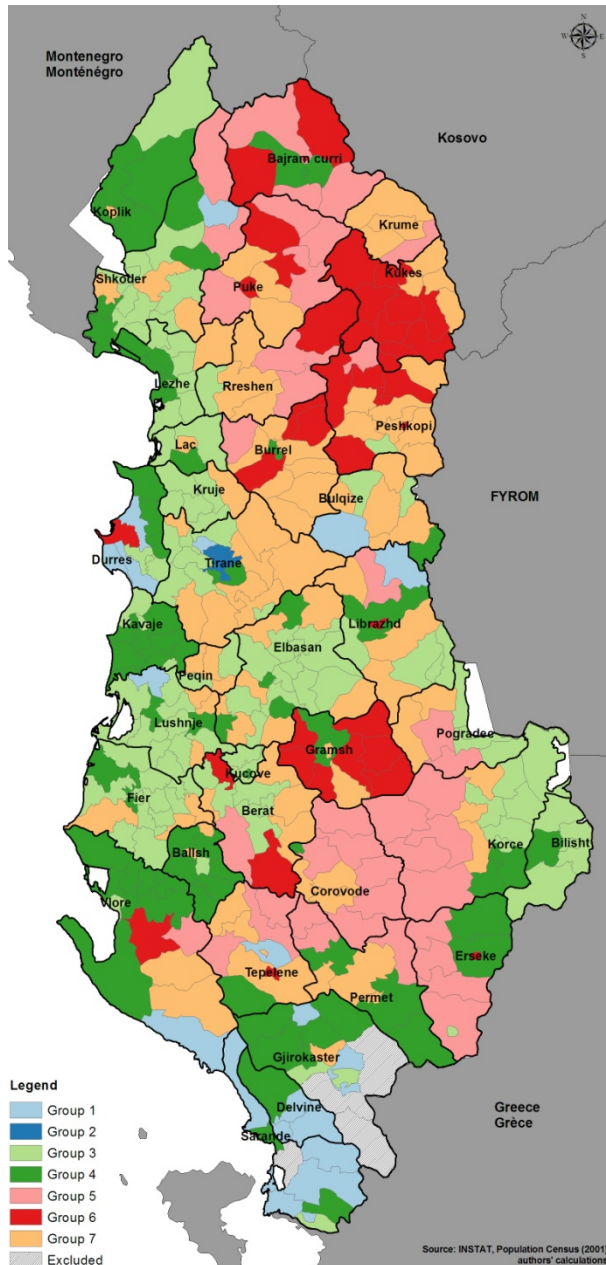 Montenegro
Monténégro
N
W
E
S
Kosovo
Bajram curri
Koplik
Krume
Shkoder
Kukes
Puke
Lezhe
Rreshen
Peshkopi
Lac
Burrel
Kruje
Bulqize
FYROM
Durres
Tirane
Kavaje
Librazhd
Elbasan
Peqin
Lushnje
Pogradec
Gramsh
Kucove
Fier
Berat
Korce
Bilisht
Ballsh
Corovode
Vlore
Erseke
Tepelene
Permet
Gjirokaster
Delvine
Sarande
Greece
Grèce
Legend
Group 1
Group 2
Group 3
Group 4
Group 5
Group 6
Group 7
Excluded
Source: INSTAT, Population Census (2001)
authors' calculations